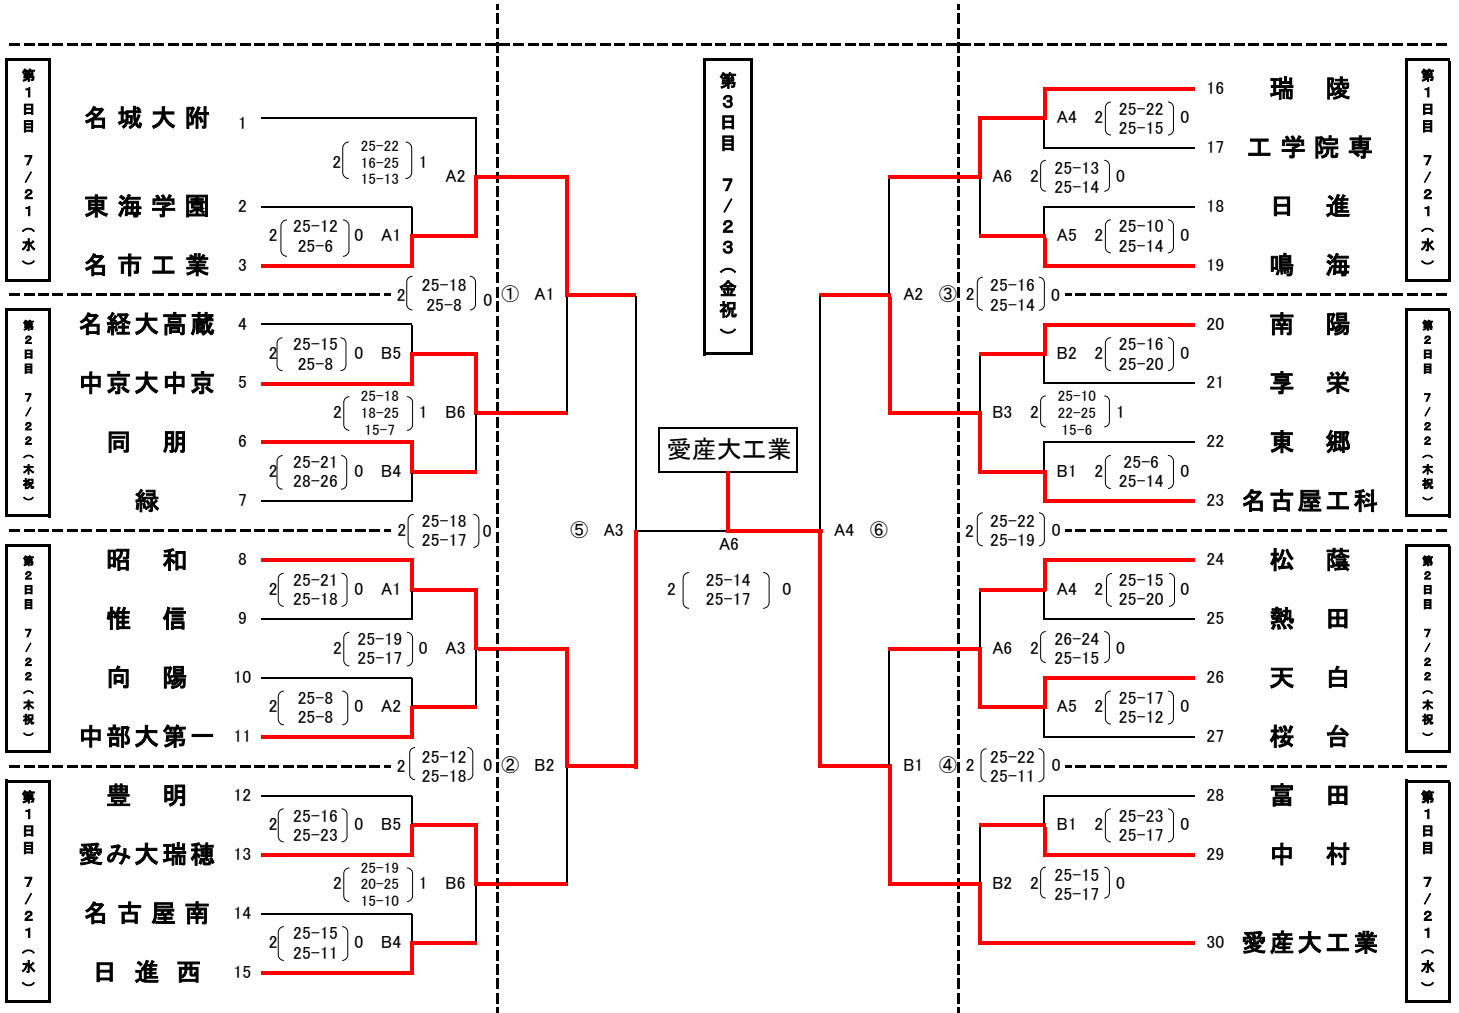 第1日目 7/21(水)
名城大附 1
2 25-22 16-25 15-13 1 A2
東海学園 2
2 25-12 25-6 0 A1
名市工業 3
2 25-18 25-8 0 ① A1
第2日目 7/22(木祝)
名経大高蔵 4
2 25-15 25-8 0 B5
中京大中京 5
2 25-18 18-25 15-7 1 B6
同朋 6
2 25-21 28-26 0 B4
緑 7
2 25-18 25-17 0 ⑤ A3
第2日目 7/22(木祝)
昭和 8
2 25-21 25-18 0 A1
惟信 9
2 25-19 25-17 0 A3
向陽 10
2 25-8 25-8 0 A2
中部大第一 11
2 25-12 25-18 0 ② B2
第1日目 7/21(水)
豊明 12
2 25-16 25-23 0 B5
愛み大瑞穂 13
2 25-19 20-25 15-10 1 B6
名古屋南 14
2 25-15 25-11 0 B4
日進西 15
第3日目 7/23(金祝)
愛産大工業
A6
2 25-14 25-17 0
第1日目 7/21(水)
16 瑞陵
A4 2 25-22 25-15 0
17 工学院専
A6 2 25-13 25-14 0
18 日進
A5 2 25-10 25-14 0
19 鳴海
A2 ③ 2 25-16 25-14 0
第2日目 7/22(木祝)
20 南陽
B2 2 25-16 25-20 0
21 享栄
B3 2 25-10 22-25 15-6 1
22 東郷
B1 2 25-6 25-14 0
23 名古屋工科
A4 ⑥ 2 25-22 25-19 0
第2日目 7/22(木祝)
24 松蔭
A4 2 25-15 25-20 0
25 熱田
A6 2 26-24 25-15 0
26 天白
A5 2 25-17 25-12 0
27 桜台
B1 ④ 2 25-22 25-11 0
第1日目 7/21(水)
28 富田
B1 2 25-23 25-17 0
29 中村
B2 2 25-15 25-17 0
30 愛産大工業